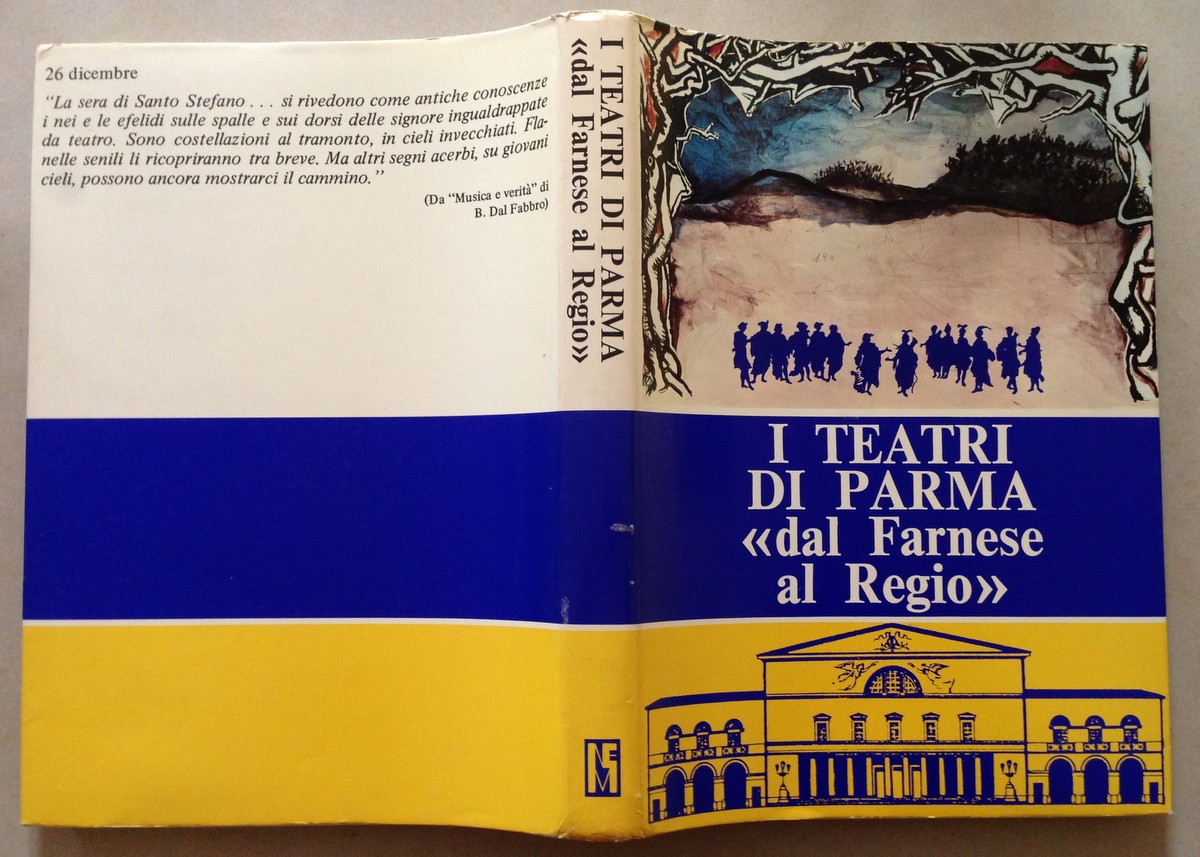 26 dicembre
“La sera di Santo Stefano . . . si rivedono come antiche conoscenze
i nei e le efelidi sulle spalle e sui dorsi delle signore ingualdrappate
da teatro. Sono costellazioni al tramonto, in cieli invecchiati. Fla-
nelle senili li ricopriranno tra breve. Ma altri segni acerbi, su giovani
cieli, possono ancora mostrarci il cammino.”
(Da “Musica e verità” di
B. Dal Fabbro)
I TEATRI DI PARMA
«dal Farnese al Regio»
I TEATRI
DI PARMA
«dal Farnese
al Regio»